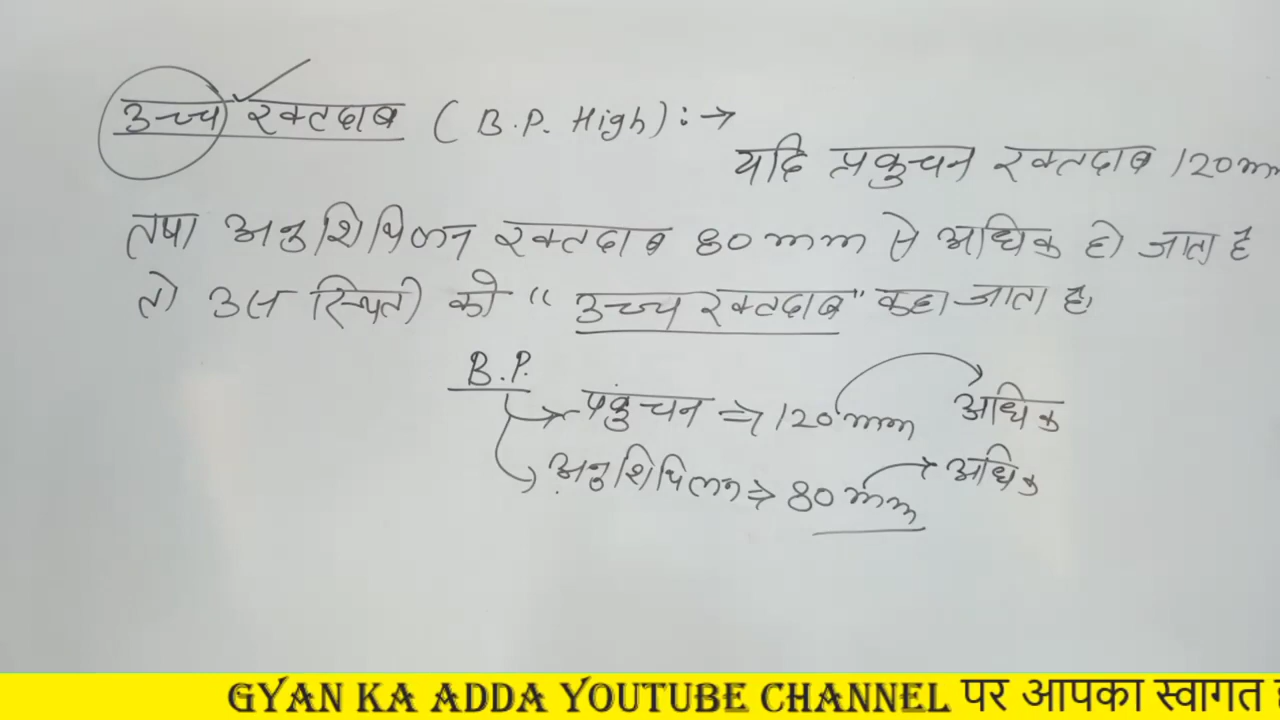 उच्च रक्तदाब ( B.P. High) :→
यदि प्रकुचन रक्तदाब 120mm
तथा अनुशिथिलन रक्तदाब 80mm से अधिक हो जाता है
तो उस स्थिती को “ उच्च रक्तदाब” कहा जाता है।
B.P.
→ प्रकुंचन ⇒ 120mm → अधिक
→ अनुशिथिलन ⇒ 80mm → अधिक
GYAN KA ADDA YOUTUBE CHANNEL पर आपका स्वागत ह